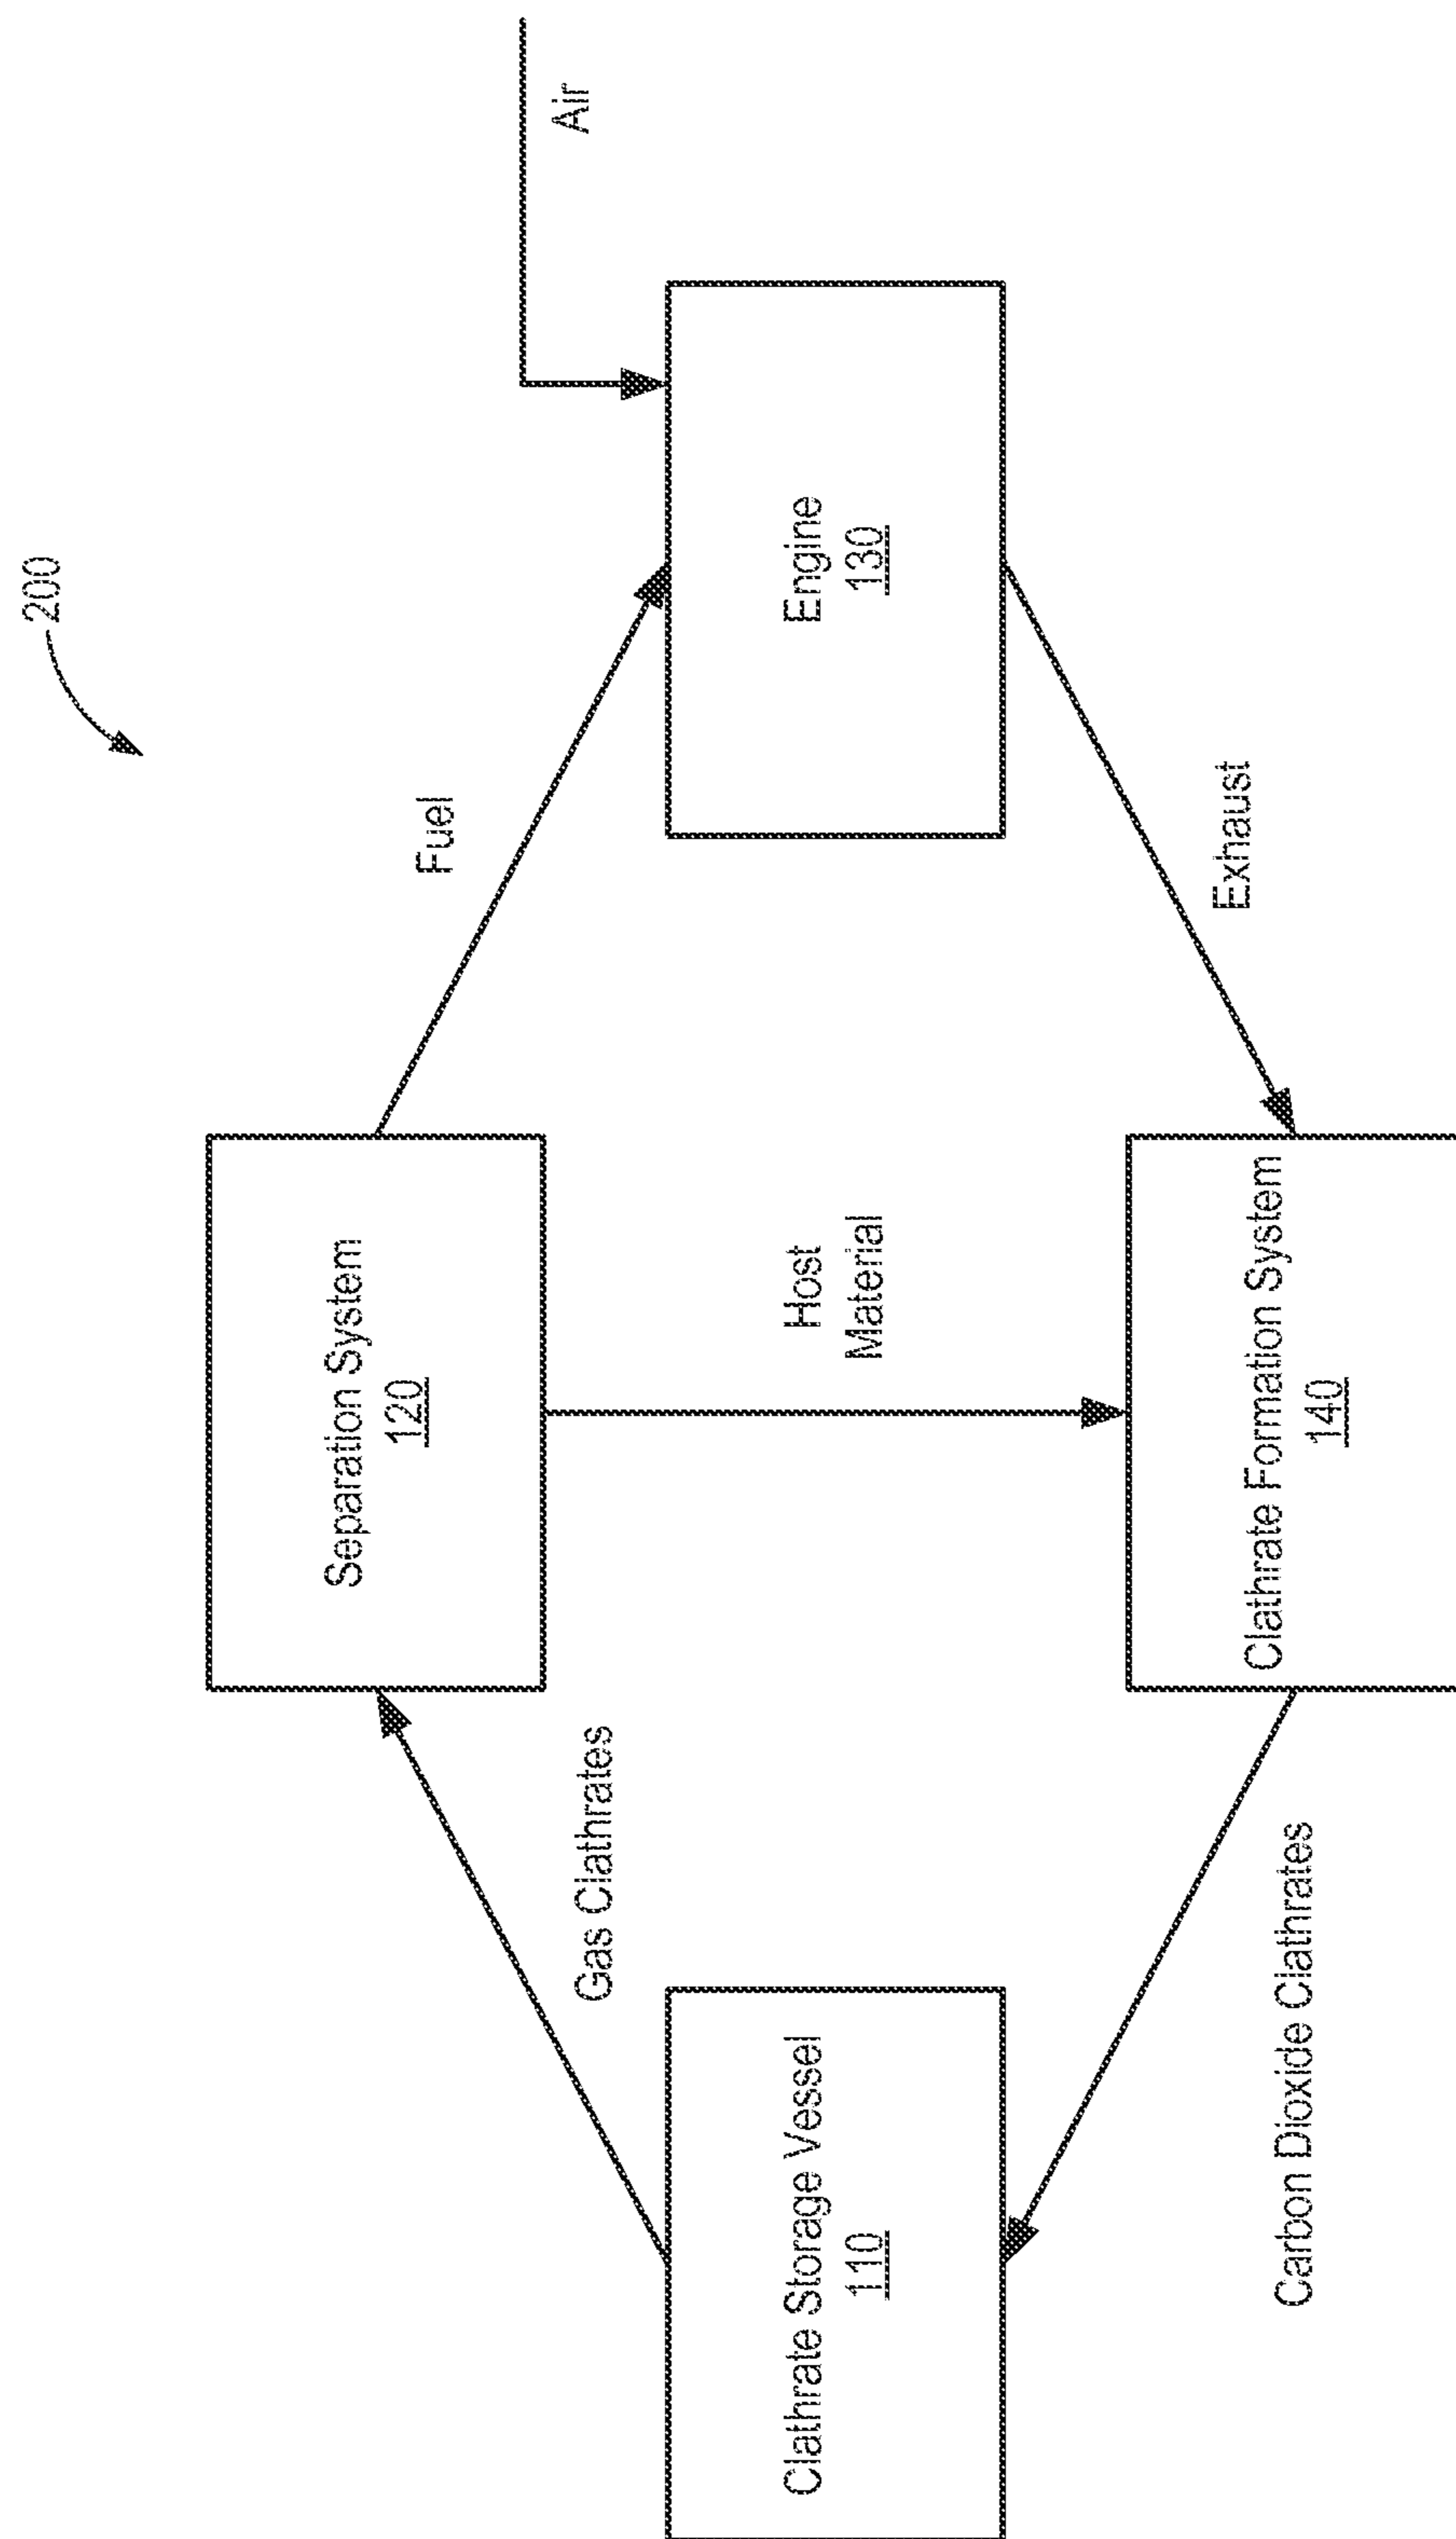 200
Air
Separation System
120
Fuel
Gas Clathrates
Clathrate Storage Vessel
110
Host
Material
Engine
130
Exhaust
Clathrate Formation System
140
Carbon Dioxide Clathrates